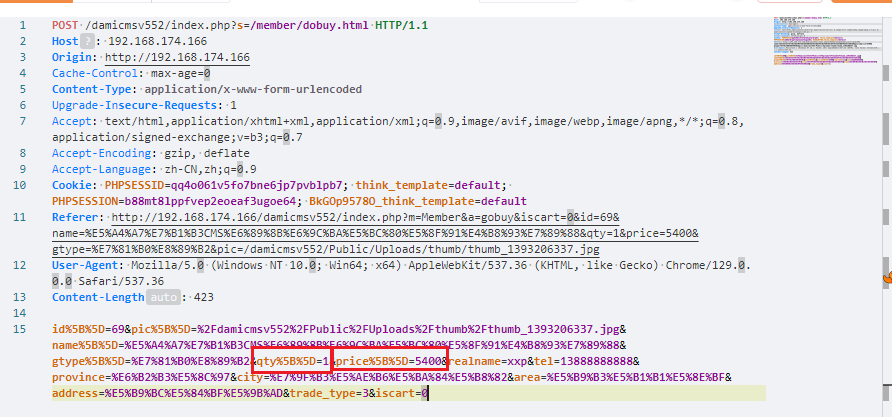 1 POST /damicmsv552/index.php?s=/member/dobuy.html HTTP/1.1
2 Host ? : 192.168.174.166
3 Origin: http://192.168.174.166
4 Cache-Control: max-age=0
5 Content-Type: application/x-www-form-urlencoded
6 Upgrade-Insecure-Requests: 1
7 Accept: text/html,application/xhtml+xml,application/xml;q=0.9,image/avif,image/webp,image/apng,*/*;q=0.8,
application/signed-exchange;v=b3;q=0.7
8 Accept-Encoding: gzip, deflate
9 Accept-Language: zh-CN,zh;q=0.9
10 Cookie: PHPSESSID=qq4o061v5fo7bne6jp7pvblpb7; think_template=default;
PHPSESSION=b88mt8lppfvep2eoeaf3ugoe64; BkGOp9578O_think_template=default
11 Referer: http://192.168.174.166/damicmsv552/index.php?m=Member&a=gobuy&iscart=0&id=69&
name=%E5%A4%A7%E7%B1%B3CMS%E6%89%8B%E6%9C%BA%E5%BC%80%E5%8F%91%E4%B8%93%E7%89%88&qty=1&price=5400&
gtype=%E7%81%B0%E8%89%B2&pic=/damicmsv552/Public/Uploads/thumb/thumb_1393206337.jpg
12 User-Agent: Mozilla/5.0 (Windows NT 10.0; Win64; x64) AppleWebKit/537.36 (KHTML, like Gecko) Chrome/129.0.
0.0 Safari/537.36
13 Content-Length auto : 423
14
15 id%5B%5D=69&pic%5B%5D=%2Fdamicmsv552%2FPublic%2FUploads%2Fthumb%2Fthumb_1393206337.jpg&
name%5B%5D=%E5%A4%A7%E7%B1%B3CMS%E6%89%8B%E6%9C%BA%E5%BC%80%E5%8F%91%E4%B8%93%E7%89%88&
gtype%5B%5D=%E7%81%B0%E8%89%B2&qty%5B%5D=1&price%5B%5D=5400&realname=xxp&tel=13888888888&
province=%E6%B2%B3%E5%8C%97&city=%E7%9F%B3%E5%AE%B6%E5%BA%84%E5%B8%82&area=%E5%B9%B3%E5%B1%B1%E5%8E%BF&
address=%E5%B9%BC%E5%84%BF%E5%9B%AD&trade_type=3&iscart=0